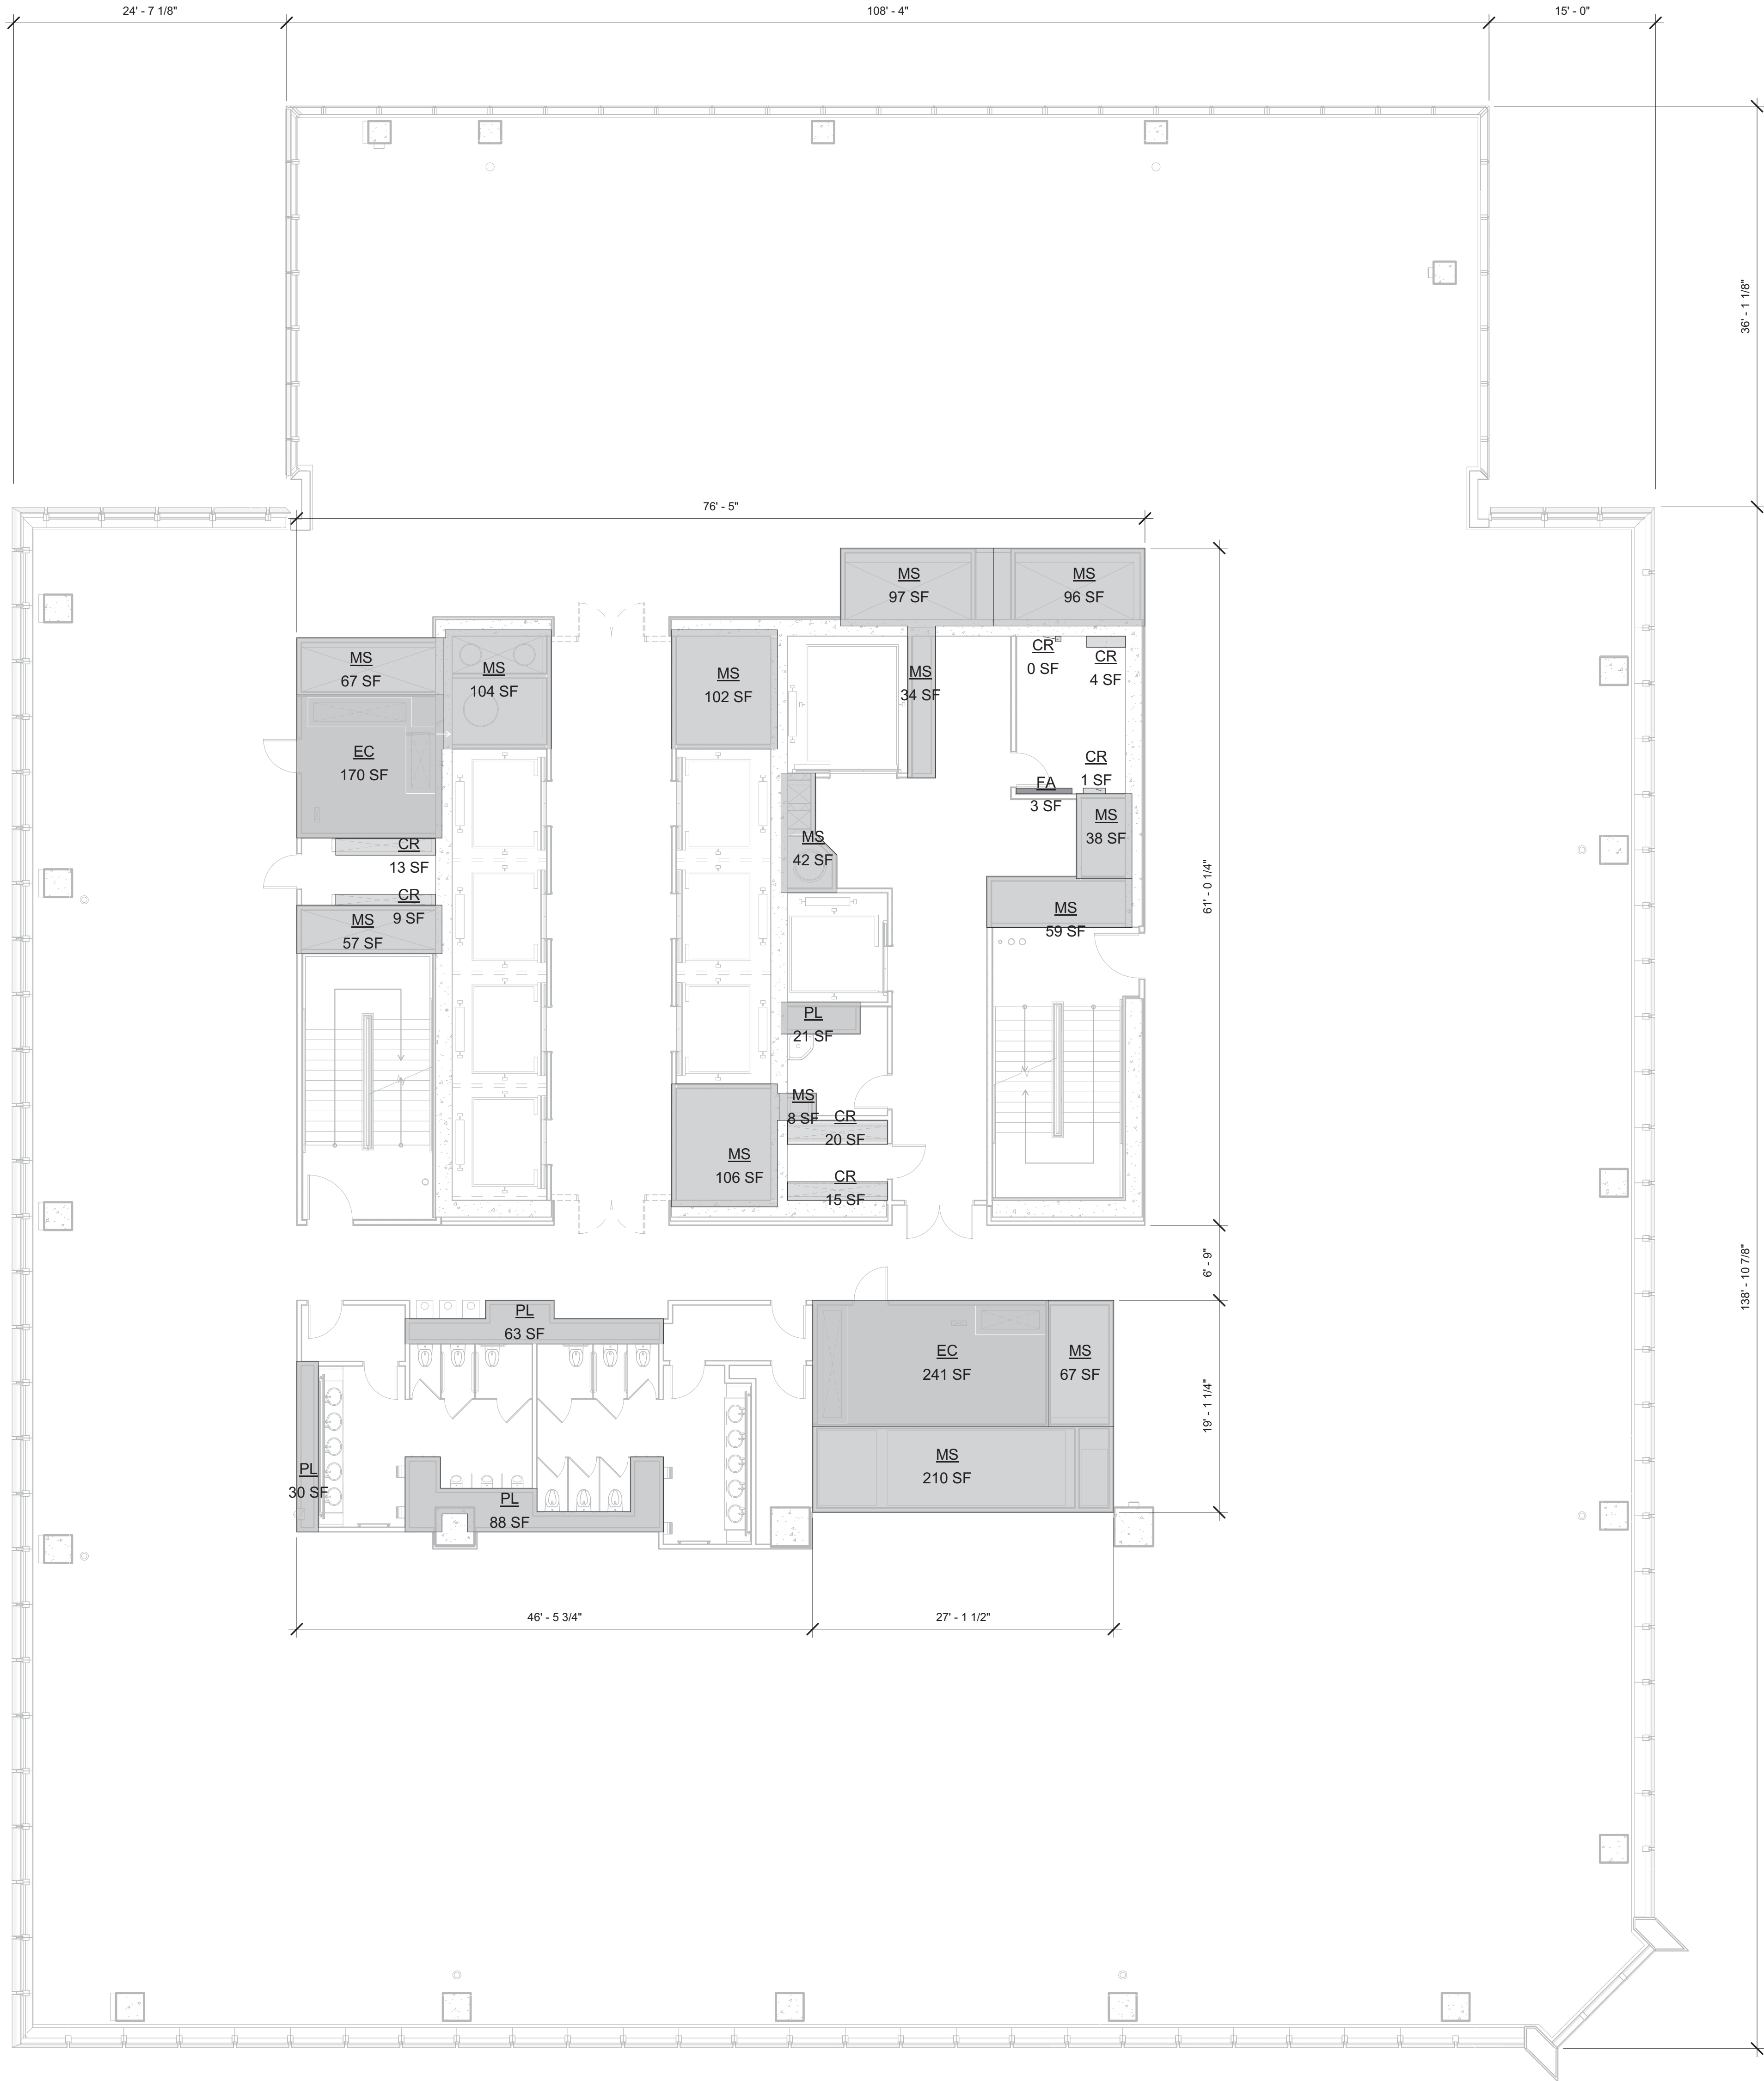 24' - 7 1/8"
108' - 4"
15' - 0"
36' - 1 1/8"
76' - 5"
MS
97 SF
MS
96 SF
MS
67 SF
MS
104 SF
MS
102 SF
MS
34 SF
CR
0 SF
CR
4 SF
EC
170 SF
CR
1 SF
FA
3 SF
MS
38 SF
CR
13 SF
MS
42 SF
CR
9 SF
MS
57 SF
MS
59 SF
61' - 0 1/4"
PL
21 SF
MS
8 SF
CR
20 SF
MS
106 SF
CR
15 SF
6' - 9"
138' - 10 7/8"
PL
63 SF
EC
241 SF
MS
67 SF
19' - 1 1/4"
MS
210 SF
PL
30 SF
PL
88 SF
46' - 5 3/4"
27' - 1 1/2"